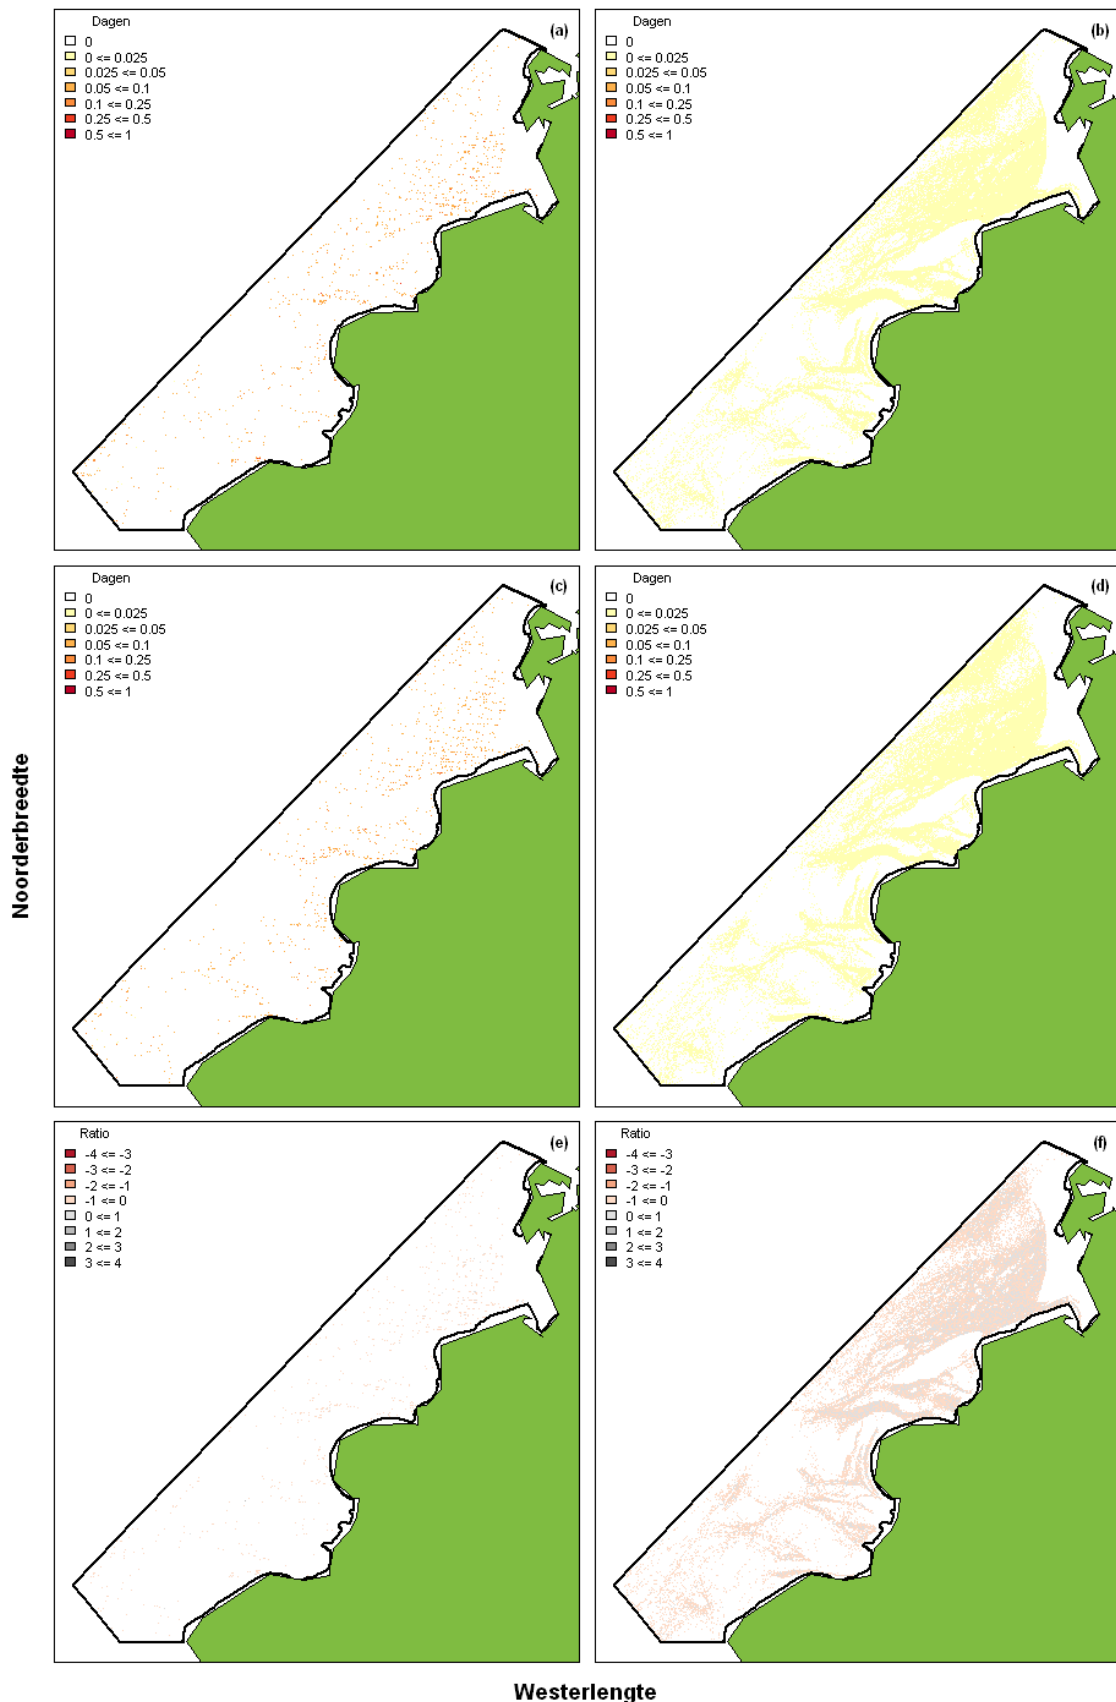 Dagen
(a)
0
0 <= 0.025
0.025 <= 0.05
0.05 <= 0.1
0.1 <= 0.25
0.25 <= 0.5
0.5 <= 1
Dagen
(b)
0
0 <= 0.025
0.025 <= 0.05
0.05 <= 0.1
0.1 <= 0.25
0.25 <= 0.5
0.5 <= 1
Dagen
(c)
0
0 <= 0.025
0.025 <= 0.05
0.05 <= 0.1
0.1 <= 0.25
0.25 <= 0.5
0.5 <= 1
Dagen
(d)
0
0 <= 0.025
0.025 <= 0.05
0.05 <= 0.1
0.1 <= 0.25
0.25 <= 0.5
0.5 <= 1
Noorderbreedte
Ratio
(e)
-4 <= -3
-3 <= -2
-2 <= -1
-1 <= 0
0 <= 1
1 <= 2
2 <= 3
3 <= 4
Ratio
(f)
-4 <= -3
-3 <= -2
-2 <= -1
-1 <= 0
0 <= 1
1 <= 2
2 <= 3
3 <= 4
Westerlengte